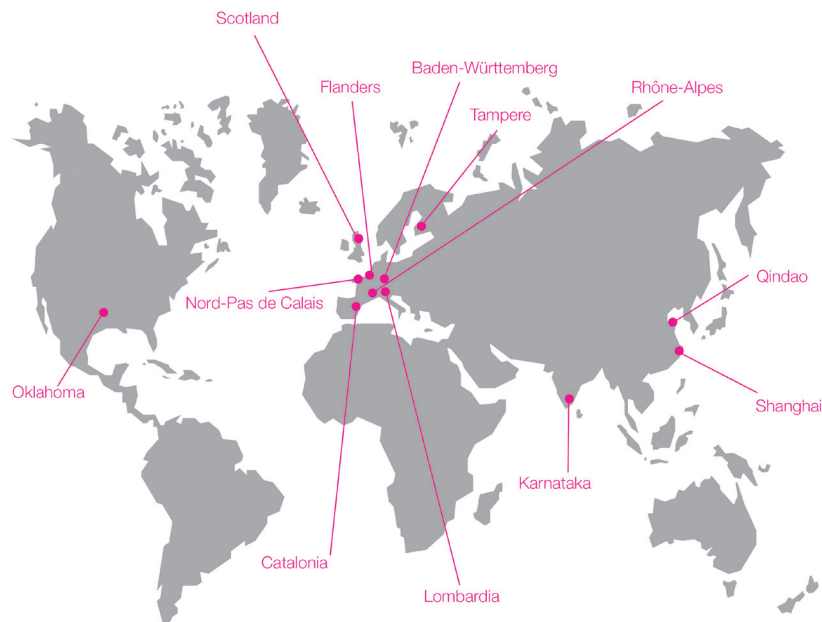 Scotland
Baden-Württemberg
Flanders
Rhône-Alpes
Tampere
Qindao
Nord-Pas de Calais
Oklahoma
Shanghai
Karnataka
Catalonia
Lombardia